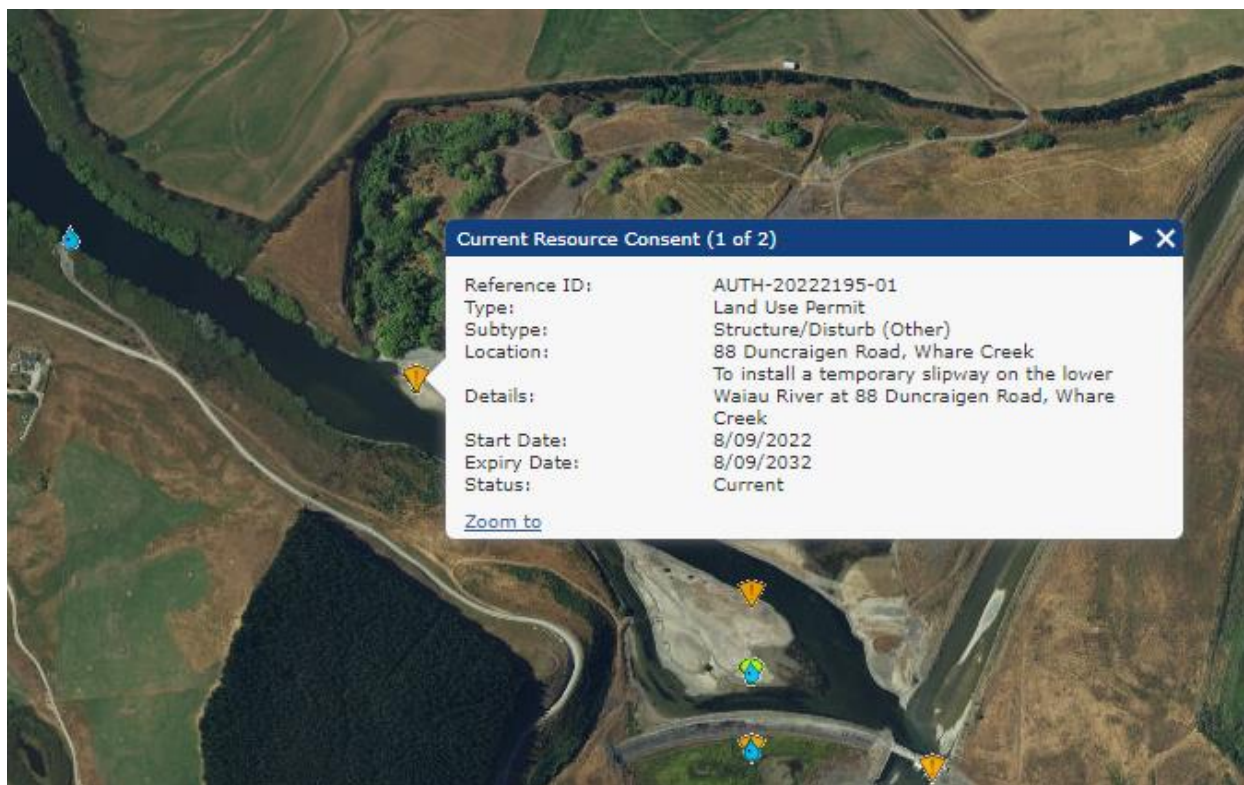 Current Resource Consent (1 of 2)
Reference ID: AUTH-20222195-01
Type: Land Use Permit
Subtype: Structure/Disturb (Other)
Location: 88 Duncraigen Road, Whare Creek
To install a temporary slipway on the lower
Details: Waiau River at 88 Duncraigen Road, Whare
Creek
Start Date: 8/09/2022
Expiry Date: 8/09/2032
Status: Current
Zoom to